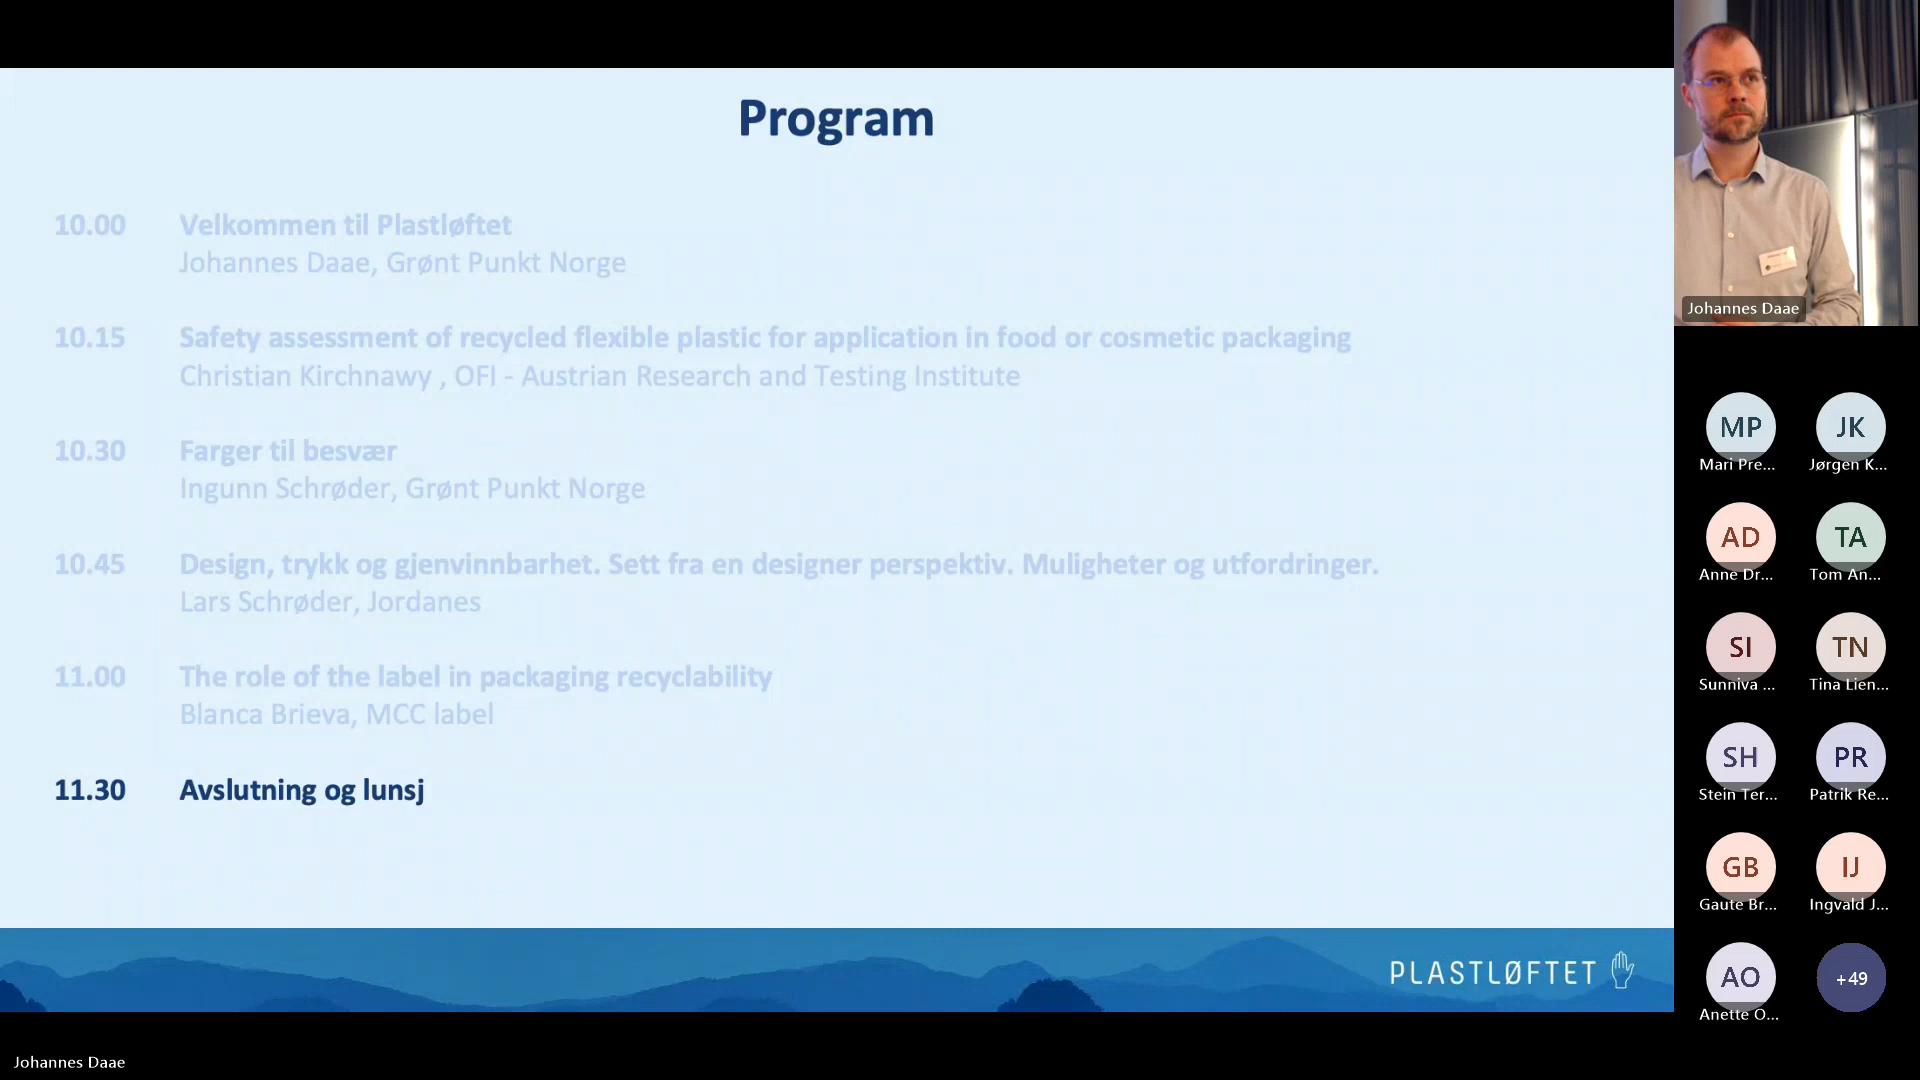 Program
10.00 Velkommen til Plastløftet
Johannes Daae, Grønt Punkt Norge
10.15 Safety assessment of recycled flexible plastic for application in food or cosmetic packaging
Christian Kirchnawy , OFI - Austrian Research and Testing Institute
10.30 Farger til besvær
Ingunn Schrøder, Grønt Punkt Norge
10.45 Design, trykk og gjenvinnbarhet. Sett fra en designer perspektiv. Muligheter og utfordringer.
Lars Schrøder, Jordanes
11.00 The role of the label in packaging recyclability
Blanca Brieva, MCC label
11.30 Avslutning og lunsj
PLASTLØFTET
Johannes Daae
Johannes Daae
MP JK
Mari Pre... Jørgen K...
AD TA
Anne Dr... Tom An...
SI TN
Sunniva ... Tina Lien...
SH PR
Stein Ter... Patrik Re...
GB IJ
Gaute Br... Ingvald J...
AO +49
Anette O...